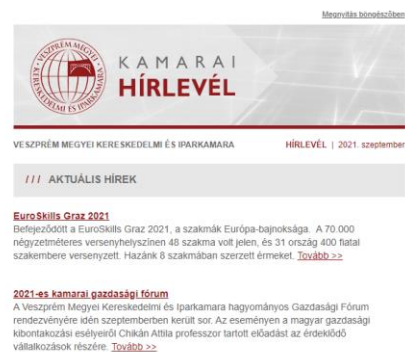 Megnyitás böngészőben
VESZPRÉM MEGYEI
KERESKEDELMI ÉS IPARKAMARA
KAMARAI
HÍRLEVÉL
VESZPRÉM MEGYEI KERESKEDELMI ÉS IPARKAMARA
HÍRLEVÉL | 2021. szeptember
/// AKTUÁLIS HÍREK
EuroSkills Graz 2021
Befejeződött a EuroSkills Graz 2021, a szakmák Európa-bajnoksága. A 70.000
négyzetméteres versenyhelyszínen 48 szakma volt jelen, és 31 ország 400 fiatal
szakembere versenyzett. Hazánk 8 szakmában szerzett érmeket. Tovább >>
2021-es kamarai gazdasági fórum
A Veszprém Megyei Kereskedelmi és Iparkamara hagyományos Gazdasági Fórum
rendezvényére idén szeptemberben került sor. Az eseményen a magyar gazdasági
kibontakozási esélyeiről Chikán Attila professzor tartott előadást az érdeklődő
vállalkozások részére. Tovább >>